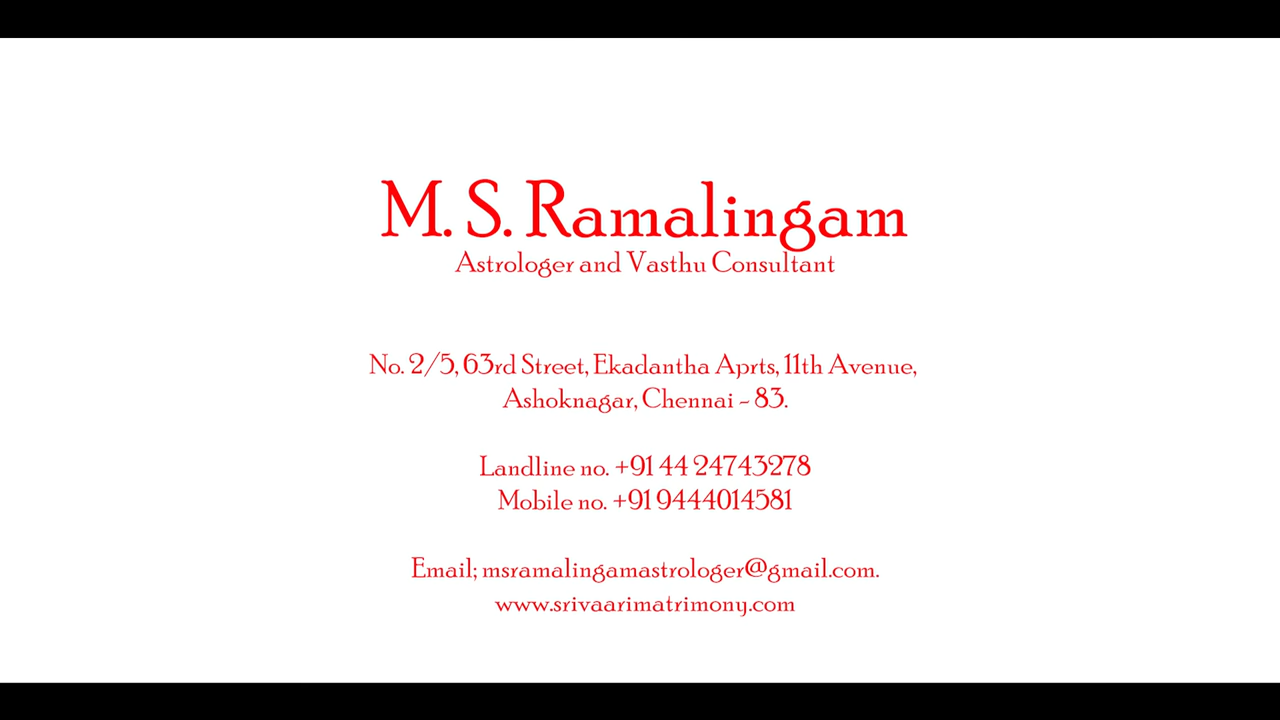 M. S. Ramalingam
Astrologer and Vasthu Consultant
No. 2/5, 63rd Street, Ekadantha Aprts, 11th Avenue,
Ashoknagar, Chennai - 83.
Landline no. +91 44 24743278
Mobile no. +91 9444014581
Email; msramalingamastrologer@gmail.com.
www.srivaarimatrimony.com